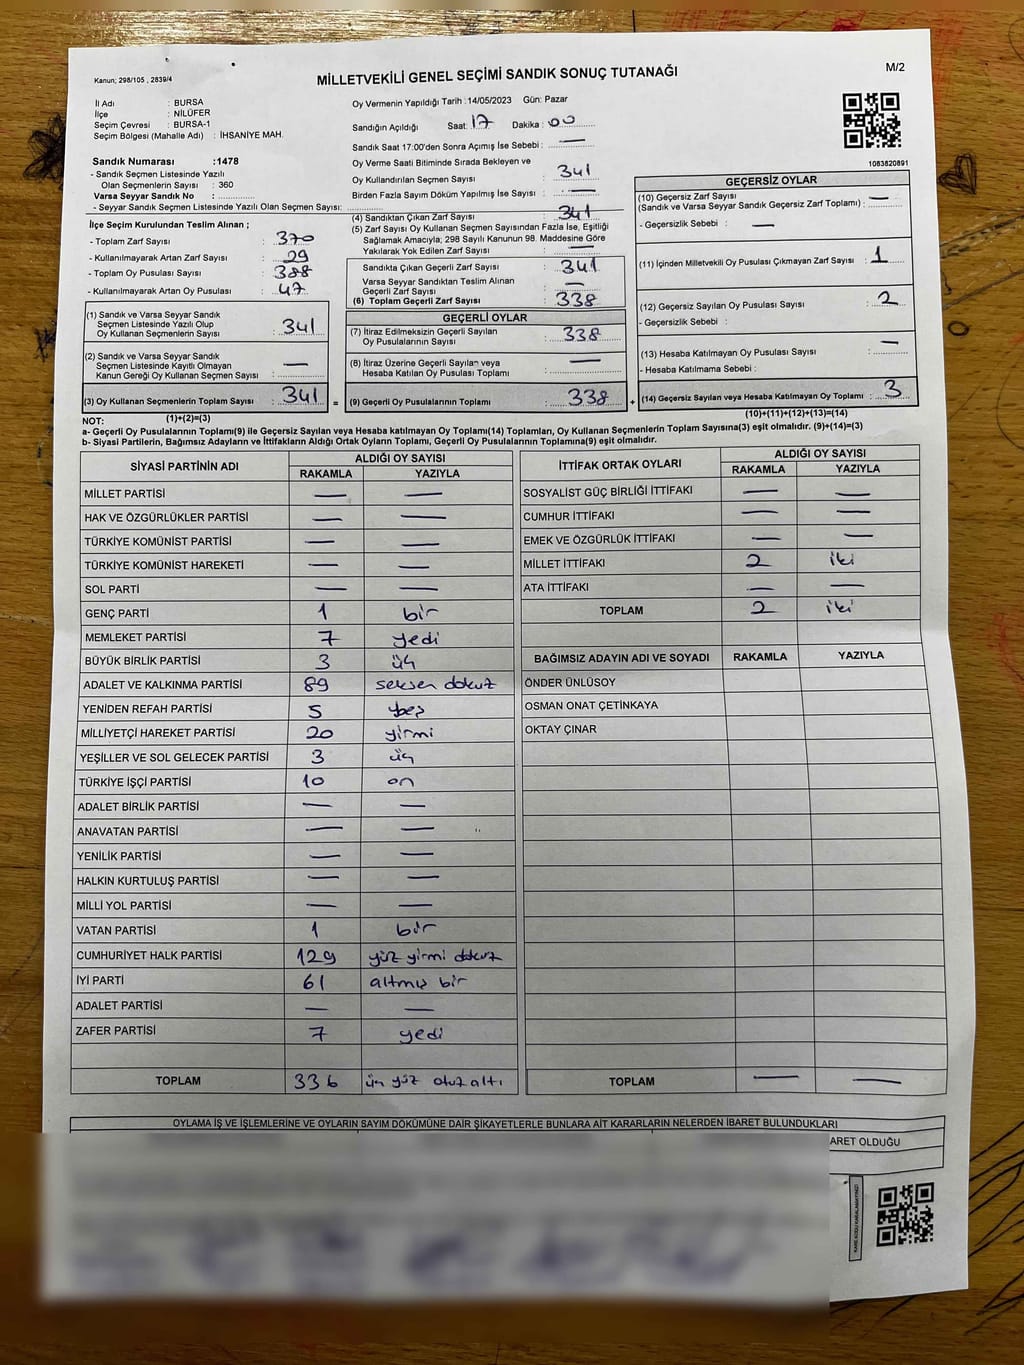 Kanun; 298/105 , 2839/4
MİLLETVEKİLİ GENEL SEÇİMİ SANDIK SONUÇ TUTANAĞI
M/2
İl Adı : BURSA
İlçe : NİLÜFER
Seçim Çevresi : BURSA-1
Seçim Bölgesi (Mahalle Adı) : İHSANİYE MAH.
Sandık Numarası :1478
- Sandık Seçmen Listesinde Yazılı
Olan Seçmenlerin Sayısı : 360
Varsa Seyyar Sandık No :
- Seyyar Sandık Seçmen Listesinde Yazılı Olan Seçmen Sayısı:
Oy Vermenin Yapıldığı Tarih :14/05/2023 Gün: Pazar
Sandığın Açıldığı Saat: 17 Dakika : 00
Sandık Saat 17:00'den Sonra Açımış İse Sebebi : —
Oy Verme Saati Bitiminde Sırada Bekleyen ve
Oy Kullandırılan Seçmen Sayısı 341
Birden Fazla Sayım Döküm Yapılmış İse Sayısı : —
1083820891
İlçe Seçim Kurulundan Teslim Alınan ;
- Toplam Zarf Sayısı : 370
- Kullanılmayarak Artan Zarf Sayısı : 29
- Toplam Oy Pusulası Sayısı : 388
- Kullanılmayarak Artan Oy Pusulası : 47
(4) Sandıktan Çıkan Zarf Sayısı : 341
(5) Zarf Sayısı Oy Kullanan Seçmen Sayısından Fazla İse, Eşitliği
Sağlamak Amacıyla; 298 Sayılı Kanunun 98. Maddesine Göre
Yakılarak Yok Edilen Zarf Sayısı : —
Sandıkta Çıkan Geçerli Zarf Sayısı : 341
Varsa Seyyar Sandıktan Teslim Alınan
Geçerli Zarf Sayısı : —
(6) Toplam Geçerli Zarf Sayısı : 338
GEÇERSİZ OYLAR
(10) Geçersiz Zarf Sayısı
(Sandık ve Varsa Seyyar Sandık Geçersiz Zarf Toplamı) : —
- Geçersizlik Sebebi : —
(11) İçinden Milletvekili Oy Pusulası Çıkmayan Zarf Sayısı : 1
(12) Geçersiz Sayılan Oy Pusulası Sayısı : 2
- Geçersizlik Sebebi :
(13) Hesaba Katılmayan Oy Pusulası Sayısı : —
- Hesaba Katılmama Sebebi :
(14) Geçersiz Sayılan veya Hesaba Katılmayan Oy Toplamı : 3
(1) Sandık ve Varsa Seyyar Sandık
Seçmen Listesinde Yazılı Olup
Oy Kullanan Seçmenlerin Sayısı : 341
(2) Sandık ve Varsa Seyyar Sandık
Seçmen Listesinde Kayıtlı Olmayan
Kanun Gereği Oy Kullanan Seçmen Sayısı : —
(3) Oy Kullanan Seçmenlerin Toplam Sayısı : 341 =
GEÇERLİ OYLAR
(7) İtiraz Edilmeksizin Geçerli Sayılan
Oy Pusulalarının Sayısı : 338
(8) İtiraz Üzerine Geçerli Sayılan veya
Hesaba Katılan Oy Pusulası Toplamı : —
(9) Geçerli Oy Pusulalarının Toplamı : 338 +
NOT: (1)+(2)=(3) (10)+(11)+(12)+(13)=(14)
a- Geçerli Oy Pusulalarının Toplamı(9) ile Geçersiz Sayılan veya Hesaba katılmayan Oy Toplamı(14) Toplamları, Oy Kullanan Seçmenlerin Toplam Sayısına(3) eşit olmalıdır. (9)+(14)=(3)
b- Siyasi Partilerin, Bağımsız Adayların ve İttifakların Aldığı Ortak Oyların Toplamı, Geçerli Oy Pusulalarının Toplamına(9) eşit olmalıdır.
SİYASİ PARTİNİN ADI ALDIĞI OY SAYISI
RAKAMLA YAZIYLA
MİLLET PARTİSİ — —
HAK VE ÖZGÜRLÜKLER PARTİSİ — —
TÜRKİYE KOMÜNİST PARTİSİ — —
TÜRKİYE KOMÜNİST HAREKETİ — —
SOL PARTİ — —
GENÇ PARTİ 1 bir
MEMLEKET PARTİSİ 7 yedi
BÜYÜK BİRLİK PARTİSİ 3 üç
ADALET VE KALKINMA PARTİSİ 89 seksen dokuz
YENİDEN REFAH PARTİSİ 5 beş
MİLLİYETÇİ HAREKET PARTİSİ 20 yirmi
YEŞİLLER VE SOL GELECEK PARTİSİ 3 üç
TÜRKİYE İŞÇİ PARTİSİ 10 on
ADALET BİRLİK PARTİSİ — —
ANAVATAN PARTİSİ — —
YENİLİK PARTİSİ — —
HALKIN KURTULUŞ PARTİSİ — —
MİLLİ YOL PARTİSİ — —
VATAN PARTİSİ 1 bir
CUMHURİYET HALK PARTİSİ 129 yüz yirmi dokuz
İYİ PARTİ 61 altmış bir
ADALET PARTİSİ — —
ZAFER PARTİSİ 7 yedi
TOPLAM 336 üç yüz otuz altı
İTTİFAK ORTAK OYLARI ALDIĞI OY SAYISI
RAKAMLA YAZIYLA
SOSYALİST GÜÇ BİRLİĞİ İTTİFAKI — —
CUMHUR İTTİFAKI — —
EMEK VE ÖZGÜRLÜK İTTİFAKI — —
MİLLET İTTİFAKI 2 iki
ATA İTTİFAKI — —
TOPLAM 2 iki
BAĞIMSIZ ADAYIN ADI VE SOYADI RAKAMLA YAZIYLA
ÖNDER ÜNLÜSOY
OSMAN ONAT ÇETİNKAYA
OKTAY ÇINAR
TOPLAM — —
OYLAMA İŞ VE İŞLEMLERİNE VE OYLARIN SAYIM DÖKÜMÜNE DAİR ŞİKAYETLERLE BUNLARA AİT KARARLARIN NELERDEN İBARET BULUNDUKLARI
ARET OLDUĞU